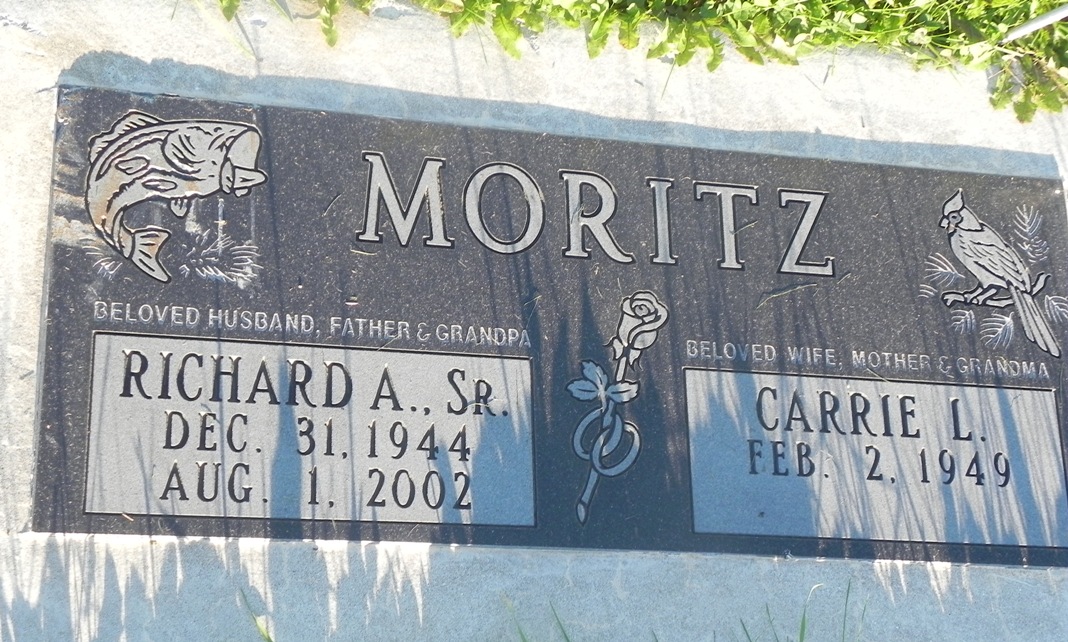 MORITZ
BELOVED HUSBAND, FATHER & GRANDPA
RICHARD A., SR.
DEC. 31, 1944
AUG. 1, 2002
BELOVED WIFE, MOTHER & GRANDMA
CARRIE L.
FEB. 2, 1949